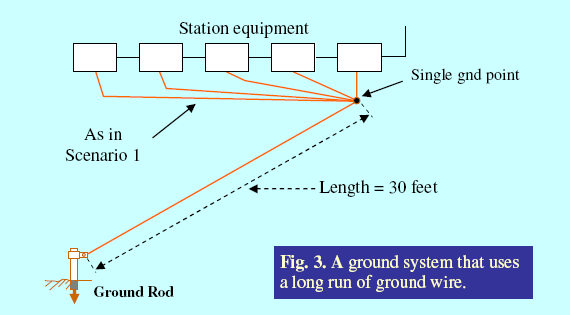 Station equipment
Single gnd point
As in
Scenario 1
Length = 30 feet
Ground Rod
Fig. 3. A ground system that uses
a long run of ground wire.